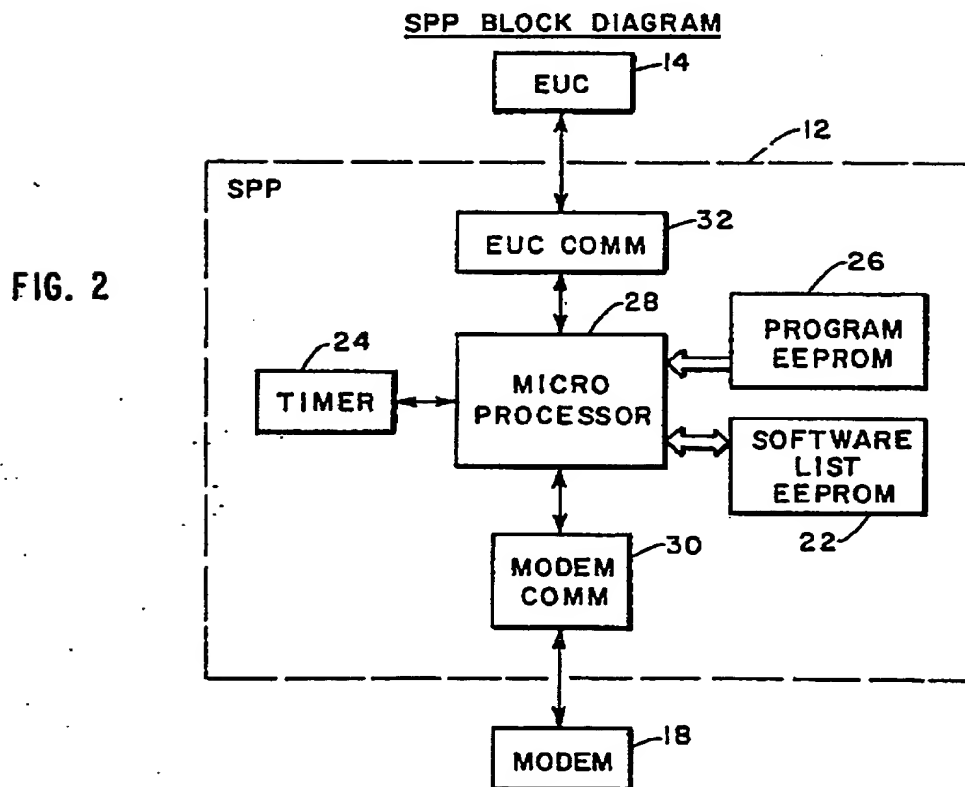 SPP BLOCK DIAGRAM
14
EUC
12
SPP
32
EUC COMM
FIG. 2
26
28
PROGRAM
EEPROM
24
TIMER
MICRO
PROCESSOR
SOFTWARE
LIST
EEPROM
22
30
MODEM
COMM
18
MODEM